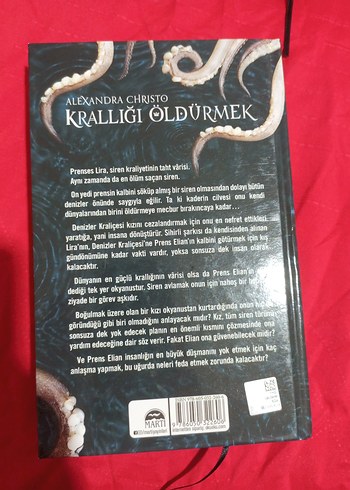 ALEXANDRA CHRISTO
KRALLIĞI ÖLDÜRMEK
Prenses Lira, siren kraliyetinin taht vârisi.
Aynı zamanda da en ölüm saçan siren.
On yedi prensin kalbini söküp almış bir siren olmasından dolayı bütün
denizler önünde saygıyla eğilir. Ta ki kaderin cilvesi onu kendi
dünyalarından birini öldürmeye mecbur bırakıncaya kadar…
Denizler Kraliçesi kızını cezalandırmak için onu en nefret ettikleri
yaratığa, yani insana dönüştürür. Sihirli şarkısı da kendisinden alınan
Lira'nın, Denizler Kraliçesi'ne Prens Elian'ın kalbini götürmek için kış
gündönümüne kadar vakti vardır, yoksa sonsuza dek insan olarak
kalacaktır.
Dünyanın en güçlü krallığının vârisi olsa da Prens Elian'ın
dediği tek yer okyanustur. Siren avlamak onun için nahoş bir
ziyade bir görev aşkıdır.
Boğulmak üzere olan bir kızı okyanustan kurtardığında onun
göründüğü gibi biri olmadığını anlayacak mıdır? Kız, tüm siren
sonsuza dek yok edecek planın en önemli kısmını çözmesinde ona
yardım edeceğine dair söz verir. Fakat Elian ona güvenebilecek midir?
Ve Prens Elian insanlığın en büyük düşmanını yok etmek için kaç
anlaşma yapmak, bu uğurda neleri feda etmek zorunda kalacaktır?
MARTI